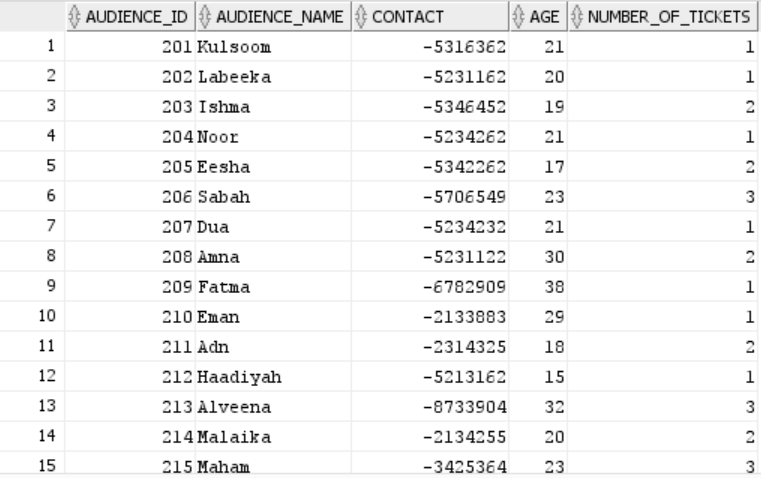 AUDIENCE_ID AUDIENCE_NAME CONTACT AGE NUMBER_OF_TICKETS
1 201 Kulsoom -5316362 21 1
2 202 Labeeka -5231162 20 1
3 203 Ishma -5346452 19 2
4 204 Noor -5234262 21 1
5 205 Eesha -5342262 17 2
6 206 Sabah -5706549 23 3
7 207 Dua -5234232 21 1
8 208 Amna -5231122 30 2
9 209 Fatma -6782909 38 1
10 210 Eman -2133883 29 1
11 211 Adn -2314325 18 2
12 212 Haadiyah -5213162 15 1
13 213 Alveena -8733904 32 3
14 214 Malaika -2134255 20 2
15 215 Maham -3425364 23 3